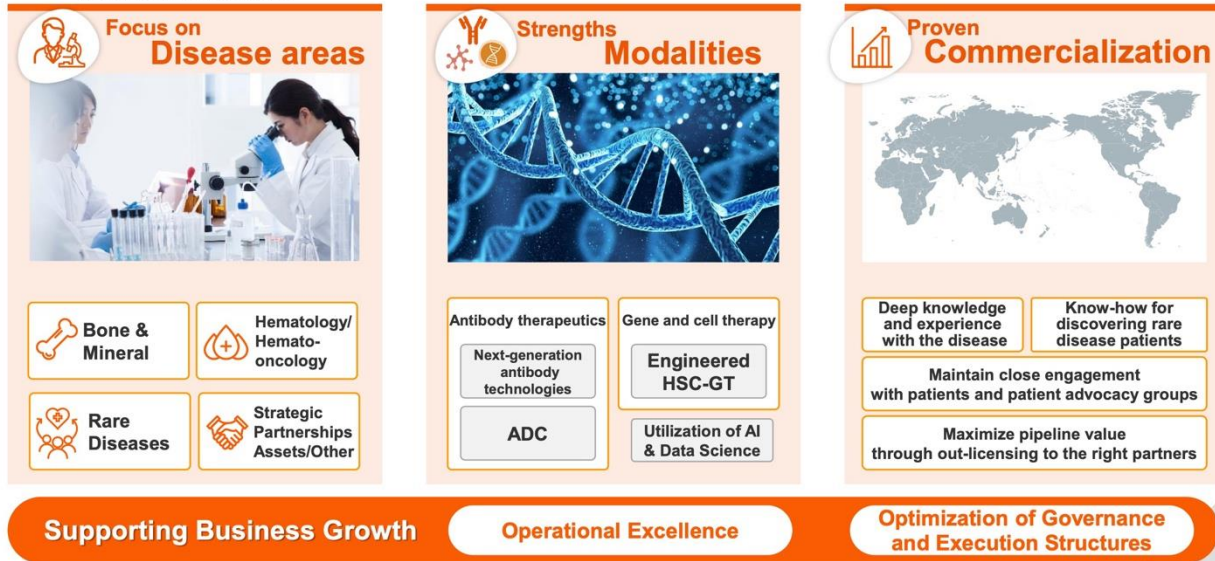 Focus on
Disease areas
Bone &
Mineral
Hematology/
Hemato-
oncology
Rare
Diseases
Strategic
Partnerships
Assets/Other
Strengths
Modalities
Antibody therapeutics
Next-generation
antibody
technologies
ADC
Gene and cell therapy
Engineered
HSC-GT
Utilization of AI
& Data Science
Proven
Commercialization
Deep knowledge
and experience
with the disease
Know-how for
discovering rare
disease patients
Maintain close engagement
with patients and patient advocacy groups
Maximize pipeline value
through out-licensing to the right partners
Supporting Business Growth
Operational Excellence
Optimization of Governance
and Execution Structures